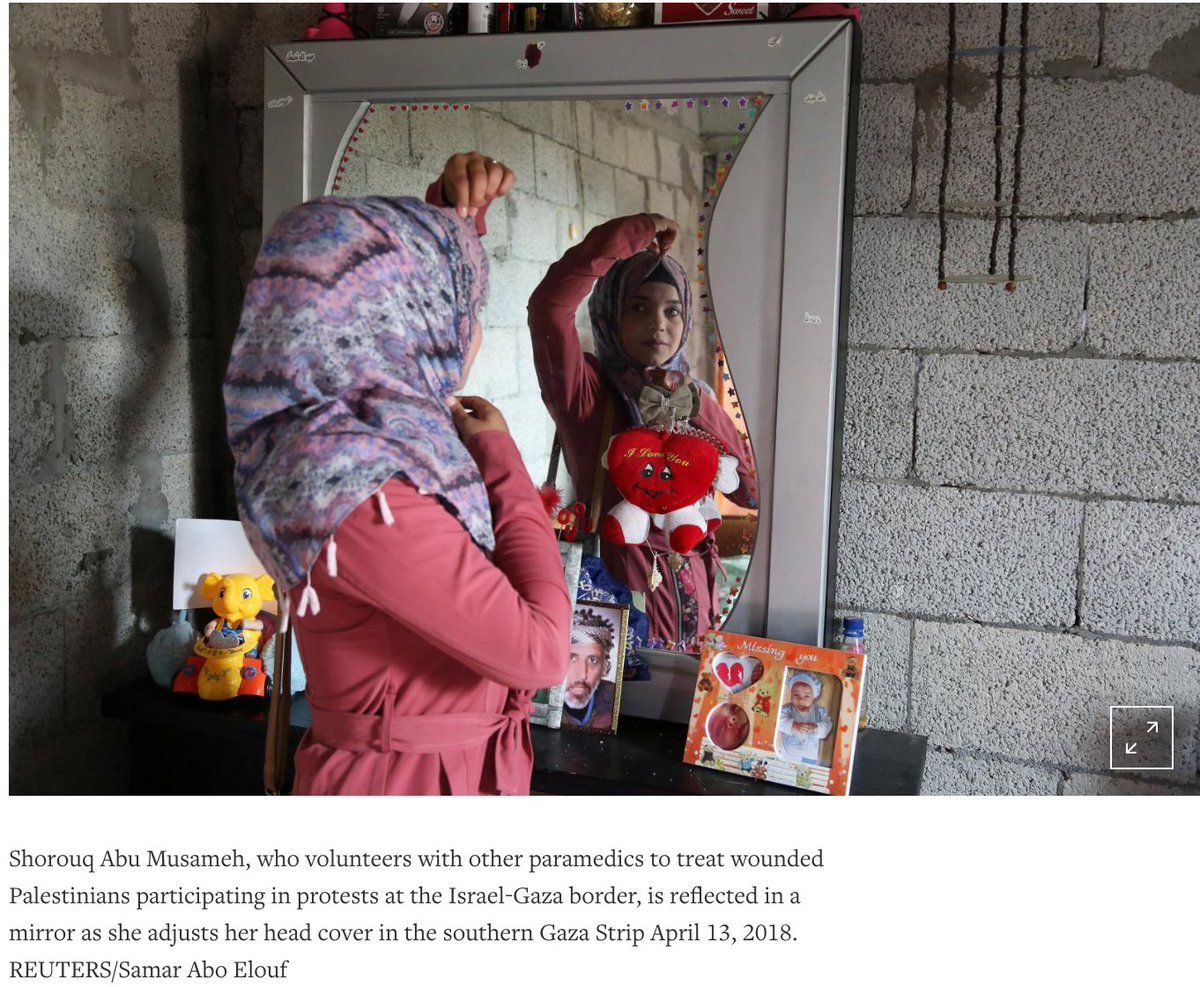 Sweet
I Love You
Missing you
Shorouq Abu Musameh, who volunteers with other paramedics to treat wounded
Palestinians participating in protests at the Israel-Gaza border, is reflected in a
mirror as she adjusts her head cover in the southern Gaza Strip April 13, 2018.
REUTERS/Samar Abo Elouf